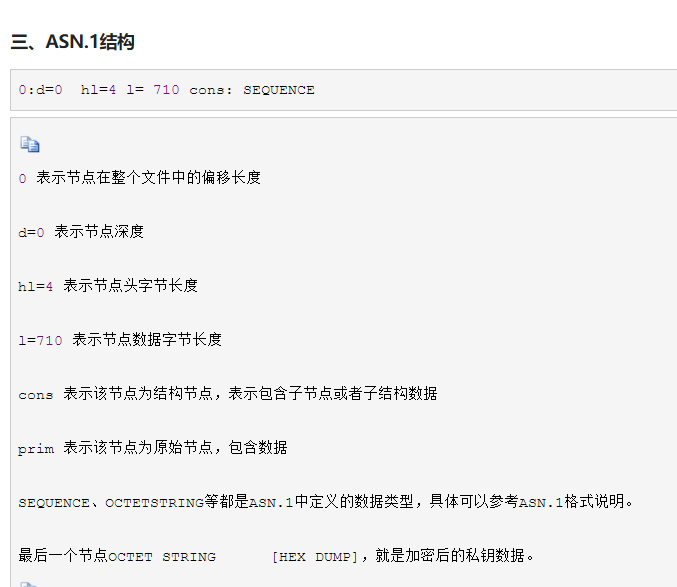 三、ASN.1结构
0:d=0  hl=4 l= 710 cons: SEQUENCE
0 表示节点在整个文件中的偏移长度
d=0 表示节点深度
hl=4 表示节点头字节长度
l=710 表示节点数据字节长度
cons 表示该节点为结构节点，表示包含子节点或者子结构数据
prim 表示该节点为原始节点，包含数据
SEQUENCE、OCTETSTRING等都是ASN.1中定义的数据类型，具体可以参考ASN.1格式说明。
最后一个节点OCTET STRING      [HEX DUMP]，就是加密后的私钥数据。